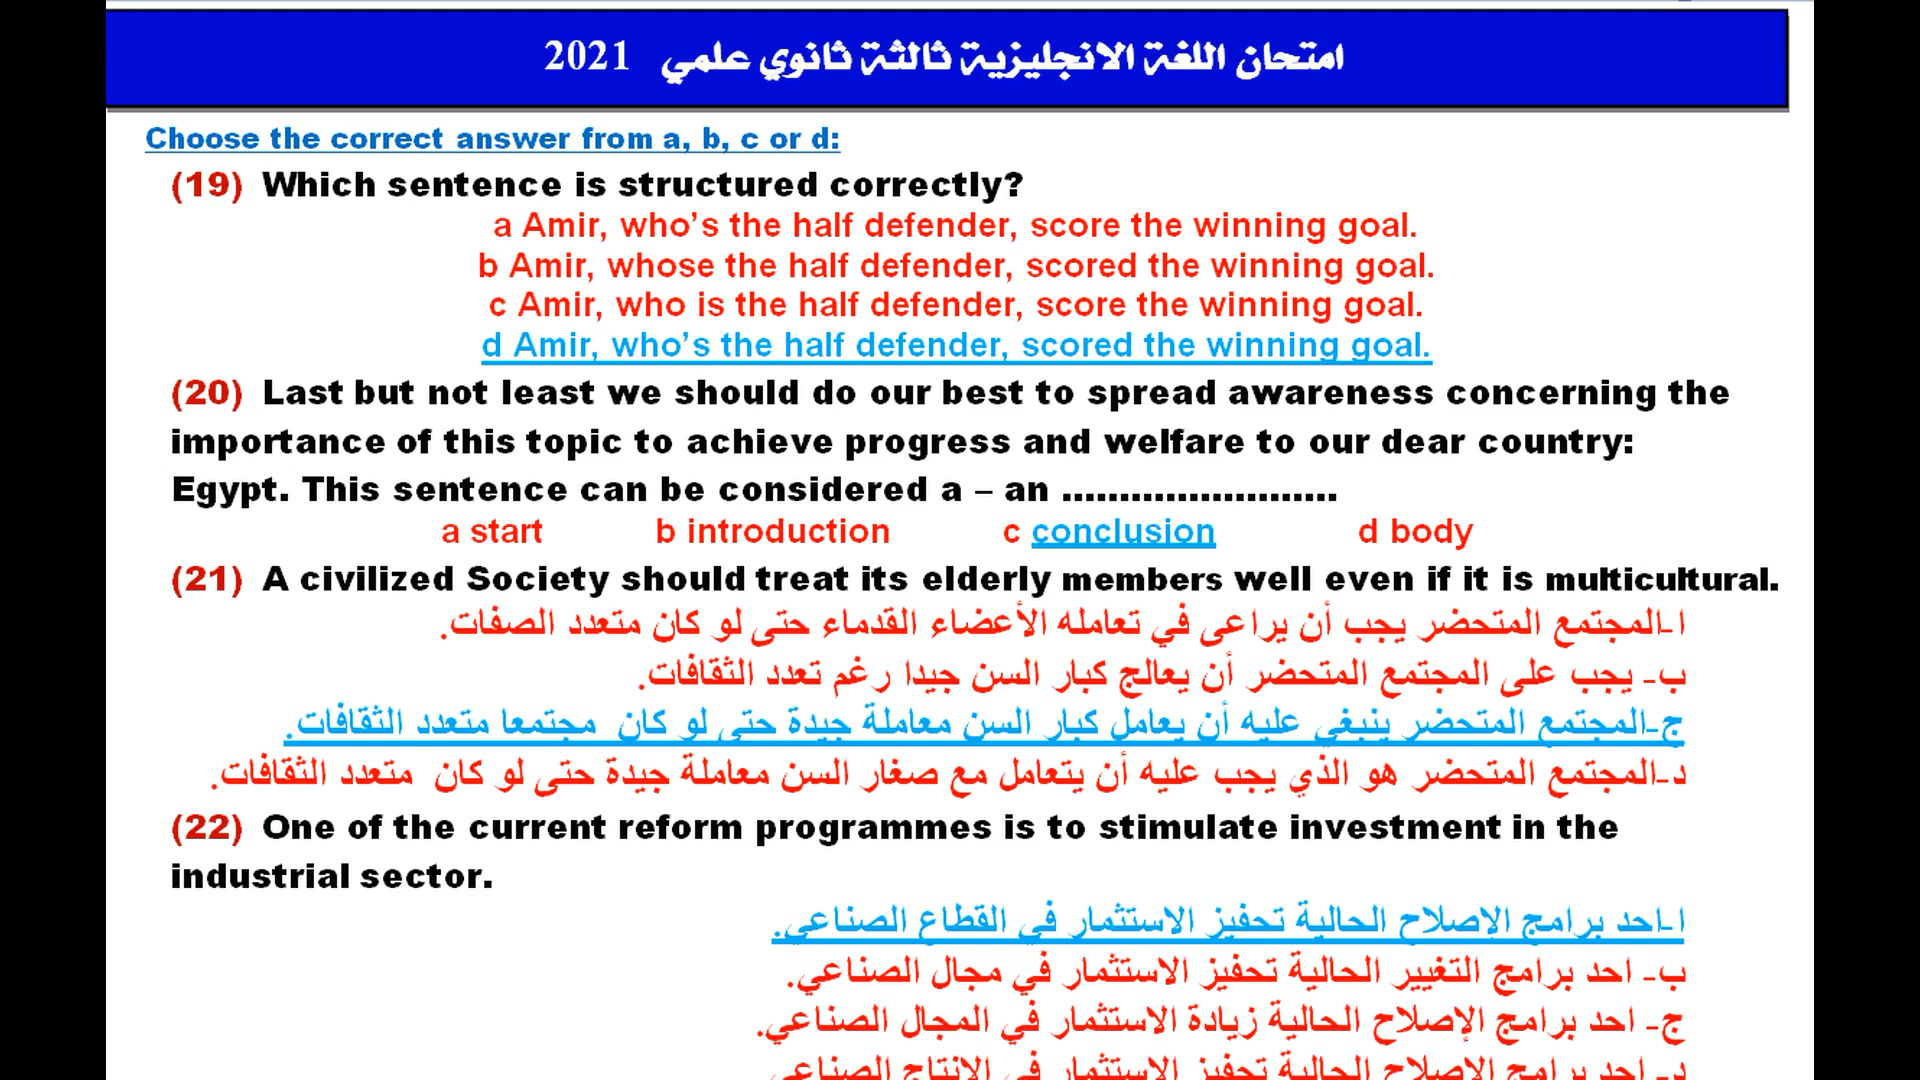 امتحان اللغة الانجليزية ثالثة ثانوي علمي 2021
Choose the correct answer from a, b, c or d:
(19) Which sentence is structured correctly?
a Amir, who’s the half defender, score the winning goal.
b Amir, whose the half defender, scored the winning goal.
c Amir, who is the half defender, score the winning goal.
d Amir, who’s the half defender, scored the winning goal.
(20) Last but not least we should do our best to spread awareness concerning the
importance of this topic to achieve progress and welfare to our dear country:
Egypt. This sentence can be considered a – an ........................
a start b introduction c conclusion d body
(21) A civilized Society should treat its elderly members well even if it is multicultural.
ا-المجتمع المتحضر يجب أن يراعى في تعامله الأعضاء القدماء حتى لو كان متعدد الصفات.
ب- يجب على المجتمع المتحضر أن يعالج كبار السن جيدا رغم تعدد الثقافات.
ج-المجتمع المتحضر ينبغي عليه أن يعامل كبار السن معاملة جيدة حتى لو كان مجتمعا متعدد الثقافات.
د-المجتمع المتحضر هو الذي يجب عليه أن يتعامل مع صغار السن معاملة جيدة حتى لو كان متعدد الثقافات.
(22) One of the current reform programmes is to stimulate investment in the
industrial sector.
ا-احد برامج الإصلاح الحالية تحفيز الاستثمار في القطاع الصناعي.
ب- احد برامج التغيير الحالية تحفيز الاستثمار في مجال الصناعي.
ج- احد برامج الإصلاح الحالية زيادة الاستثمار في المجال الصناعي.
د- احد برامج الإصلاح الحالية تحفيز الاستثمار في الانتاج الصناعي